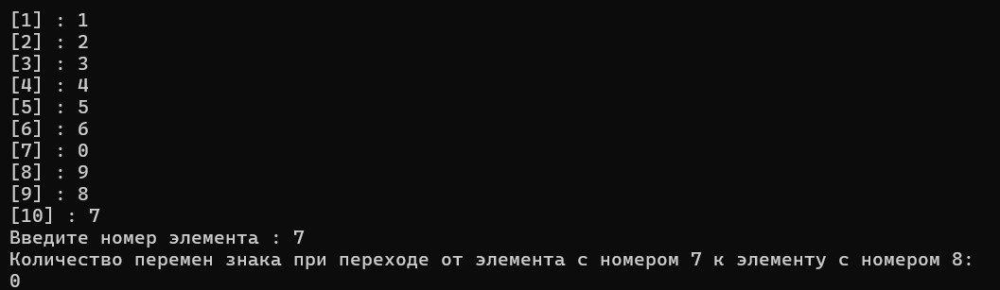 [1] : 1
[2] : 2
[3] : 3
[4] : 4
[5] : 5
[6] : 6
[7] : 0
[8] : 9
[9] : 8
[10] : 7
Введите номер элемента : 7
Количество перемен знака при переходе от элемента с номером 7 к элементу с номером 8:
0